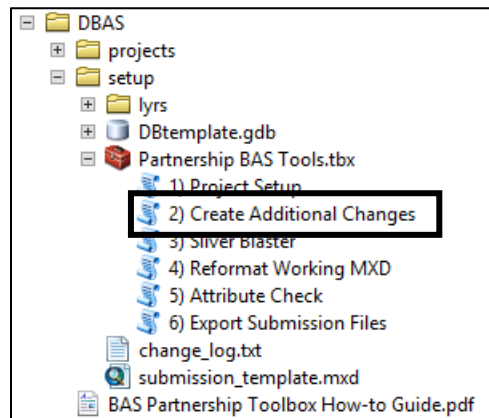 DBAS
projects
setup
lyrs
DBtemplate.gdb
Partnership BAS Tools.tbx
1) Project Setup
2) Create Additional Changes
3) Sliver Blaster
4) Reformat Working MXD
5) Attribute Check
6) Export Submission Files
change_log.txt
submission_template.mxd
BAS Partnership Toolbox How-to Guide.pdf